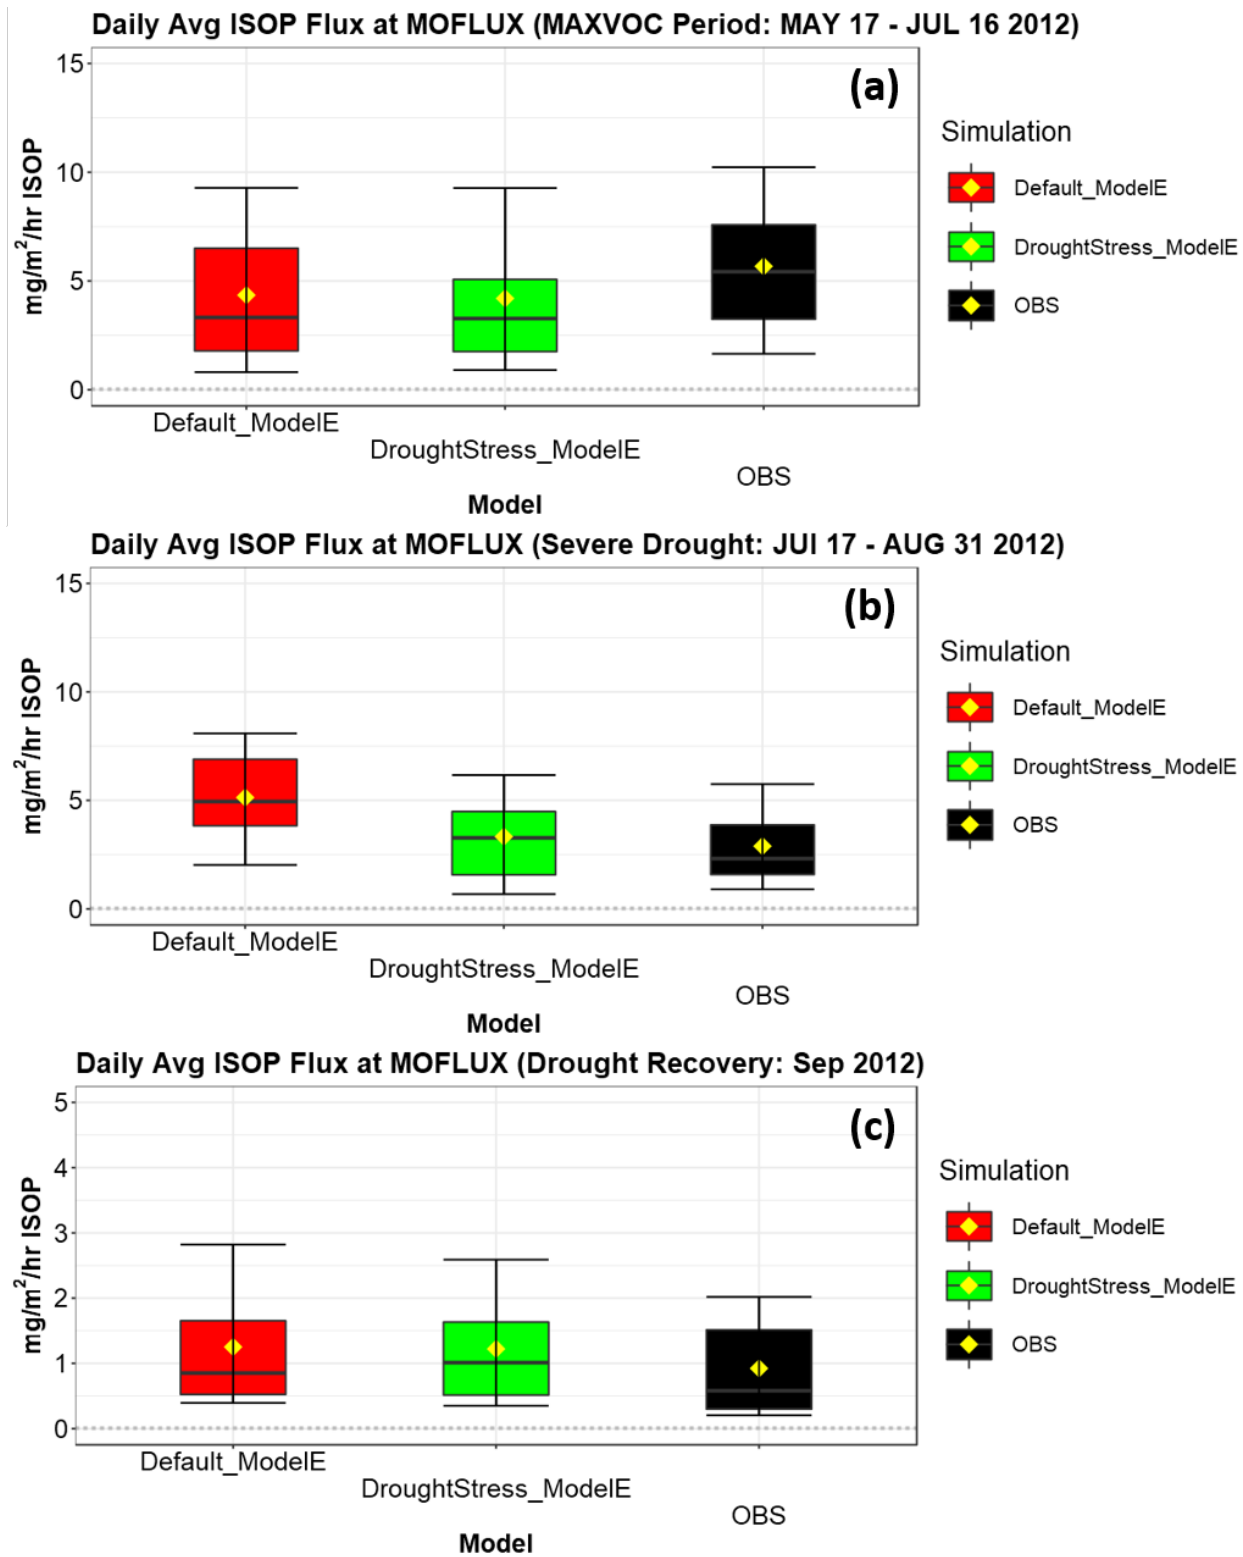 Daily Avg ISOP Flux at MOFLUX (MAXVOC Period: MAY 17 - JUL 16 2012)
(a)
15
10
5
0
mg/m²/hr ISOP
Default_ModelE
DroughtStress_ModelE
OBS
Model
Simulation
Default_ModelE
DroughtStress_ModelE
OBS
Daily Avg ISOP Flux at MOFLUX (Severe Drought: JUl 17 - AUG 31 2012)
(b)
15
10
5
0
mg/m²/hr ISOP
Default_ModelE
DroughtStress_ModelE
OBS
Model
Simulation
Default_ModelE
DroughtStress_ModelE
OBS
Daily Avg ISOP Flux at MOFLUX (Drought Recovery: Sep 2012)
(c)
5
4
3
2
1
0
mg/m²/hr ISOP
Default_ModelE
DroughtStress_ModelE
OBS
Model
Simulation
Default_ModelE
DroughtStress_ModelE
OBS